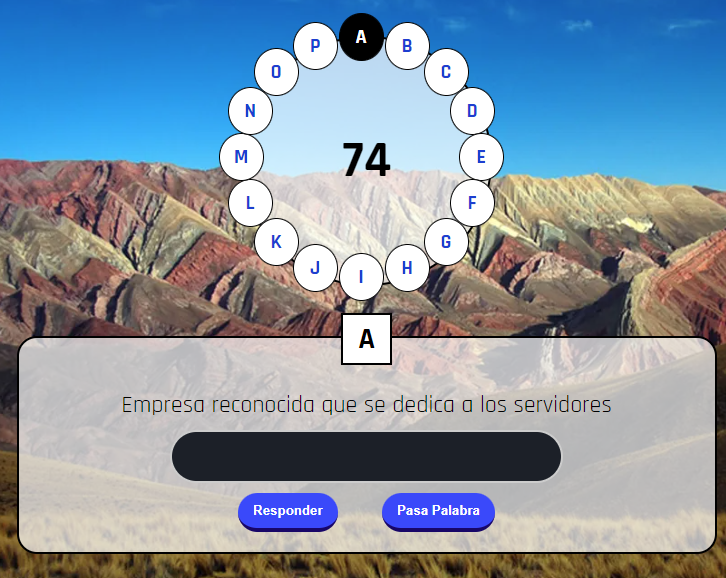 A
B
C
D
E
F
G
H
I
J
K
L
M
N
O
P
74
A
Empresa reconocida que se dedica a los servidores
Responder
Pasa Palabra